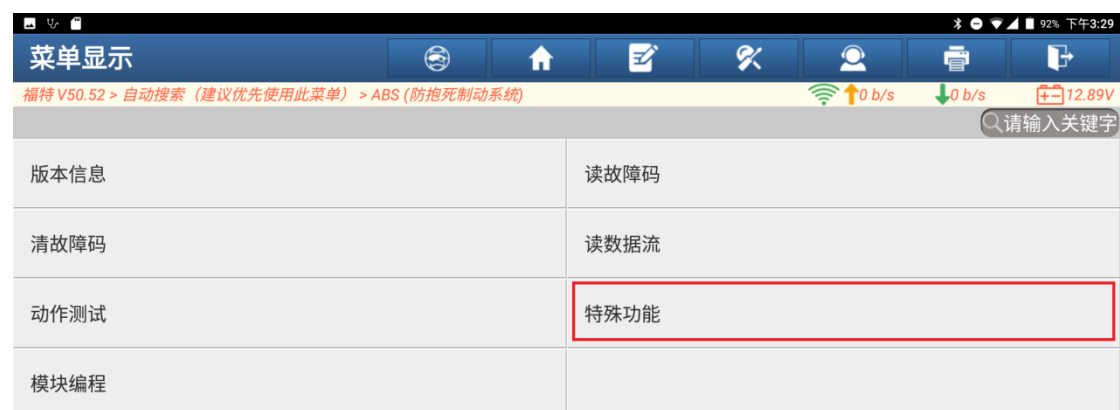 92% 下午3:29
菜单显示
福特 V50.52 > 自动搜索（建议优先使用此菜单） > ABS (防抱死制动系统) 0 b/s 0 b/s 12.89V
请输入关键字
版本信息 读故障码
清故障码 读数据流
动作测试 特殊功能
模块编程